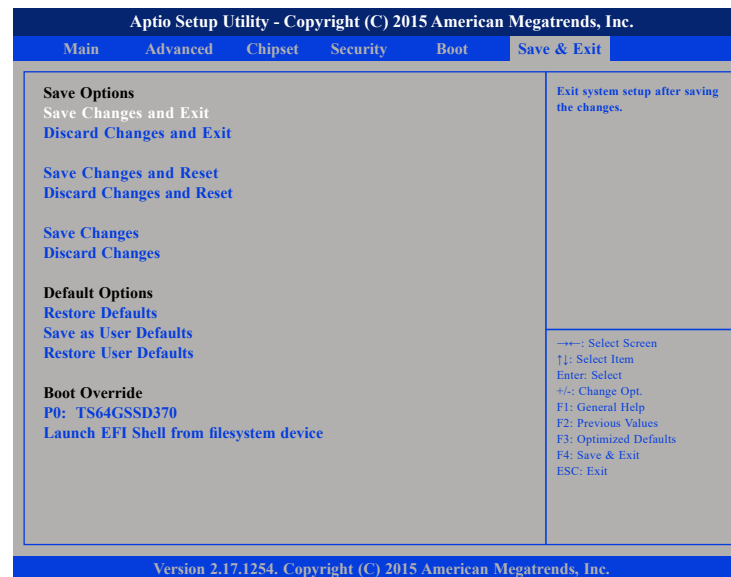 Aptio Setup Utility - Copyright (C) 2015 American Megatrends, Inc.
Main Advanced Chipset Security Boot Save & Exit
Save Options
Save Changes and Exit
Discard Changes and Exit
Save Changes and Reset
Discard Changes and Reset
Save Changes
Discard Changes
Default Options
Restore Defaults
Save as User Defaults
Restore User Defaults
Boot Override
P0: TS64GSSD370
Launch EFI Shell from filesystem device
Exit system setup after saving
the changes.
→←: Select Screen
↑↓: Select Item
Enter: Select
+/-: Change Opt.
F1: General Help
F2: Previous Values
F3: Optimized Defaults
F4: Save & Exit
ESC: Exit
Version 2.17.1254. Copyright (C) 2015 American Megatrends, Inc.